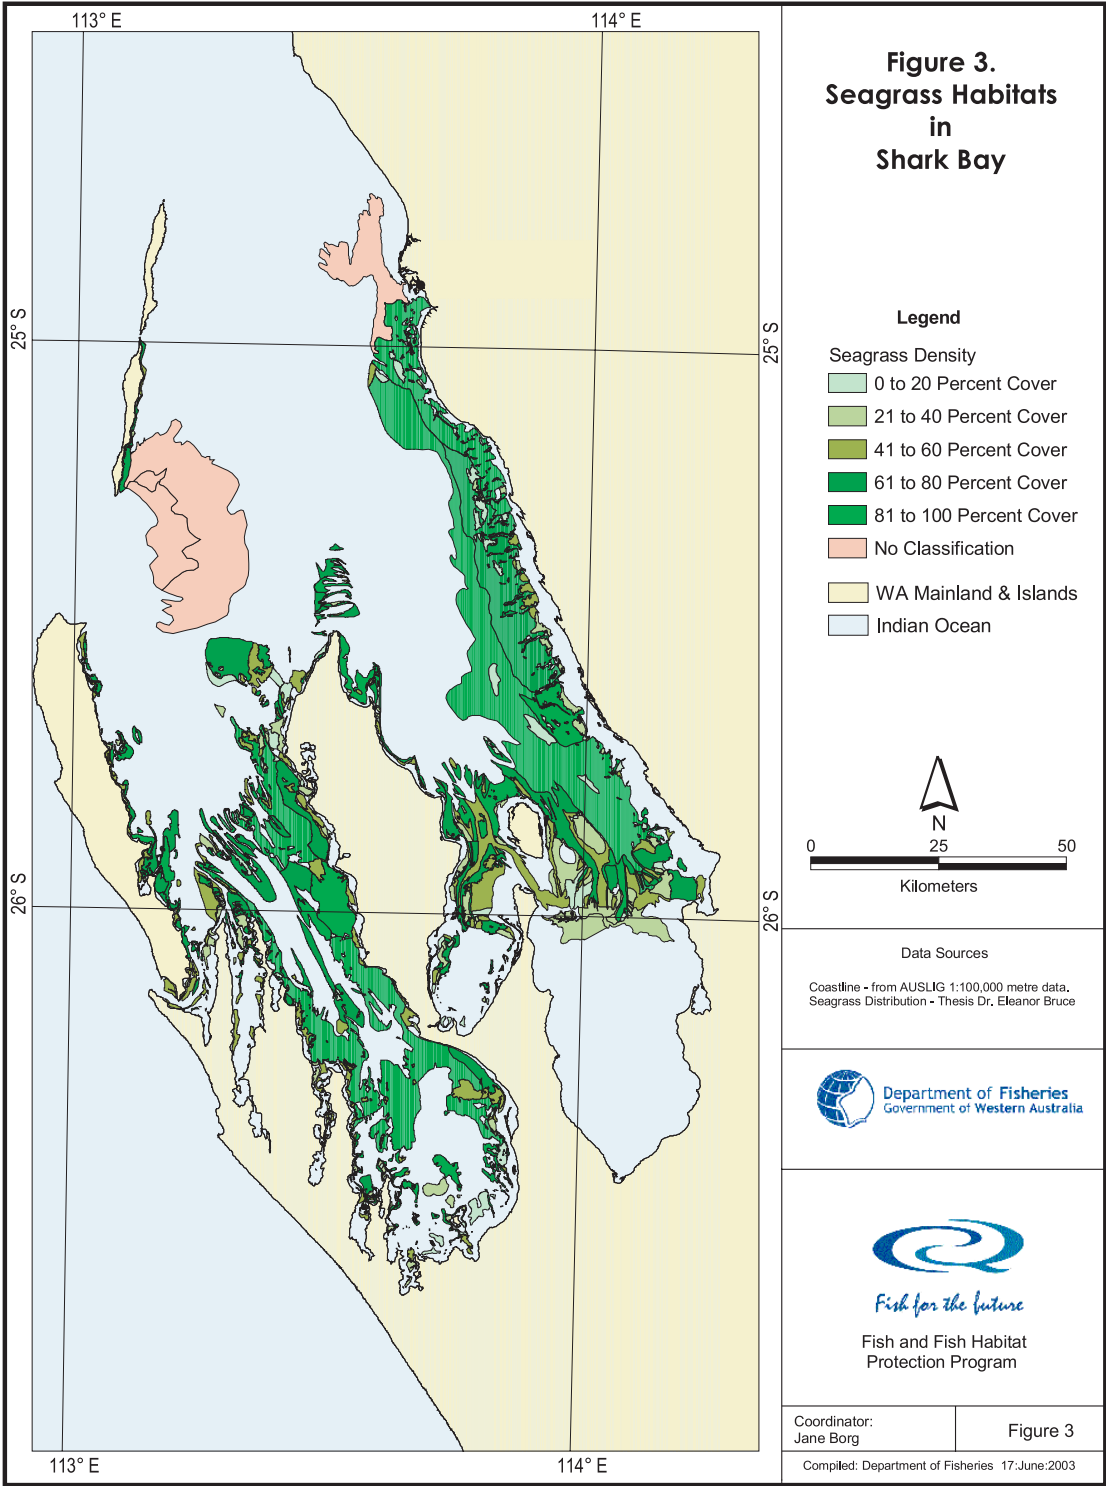 113° E
114° E
25° S
25° S
26° S
26° S
113° E
114° E
Figure 3.
Seagrass Habitats
in
Shark Bay
Legend
Seagrass Density
0 to 20 Percent Cover
21 to 40 Percent Cover
41 to 60 Percent Cover
61 to 80 Percent Cover
81 to 100 Percent Cover
No Classification
WA Mainland & Islands
Indian Ocean
N
0 25 50
Kilometers
Data Sources
Coastline - from AUSLIG 1:100,000 metre data.
Seagrass Distribution - Thesis Dr. Eleanor Bruce
Department of Fisheries
Government of Western Australia
Fish for the future
Fish and Fish Habitat
Protection Program
Coordinator:
Jane Borg
Figure 3
Compiled: Department of Fisheries 17:June:2003